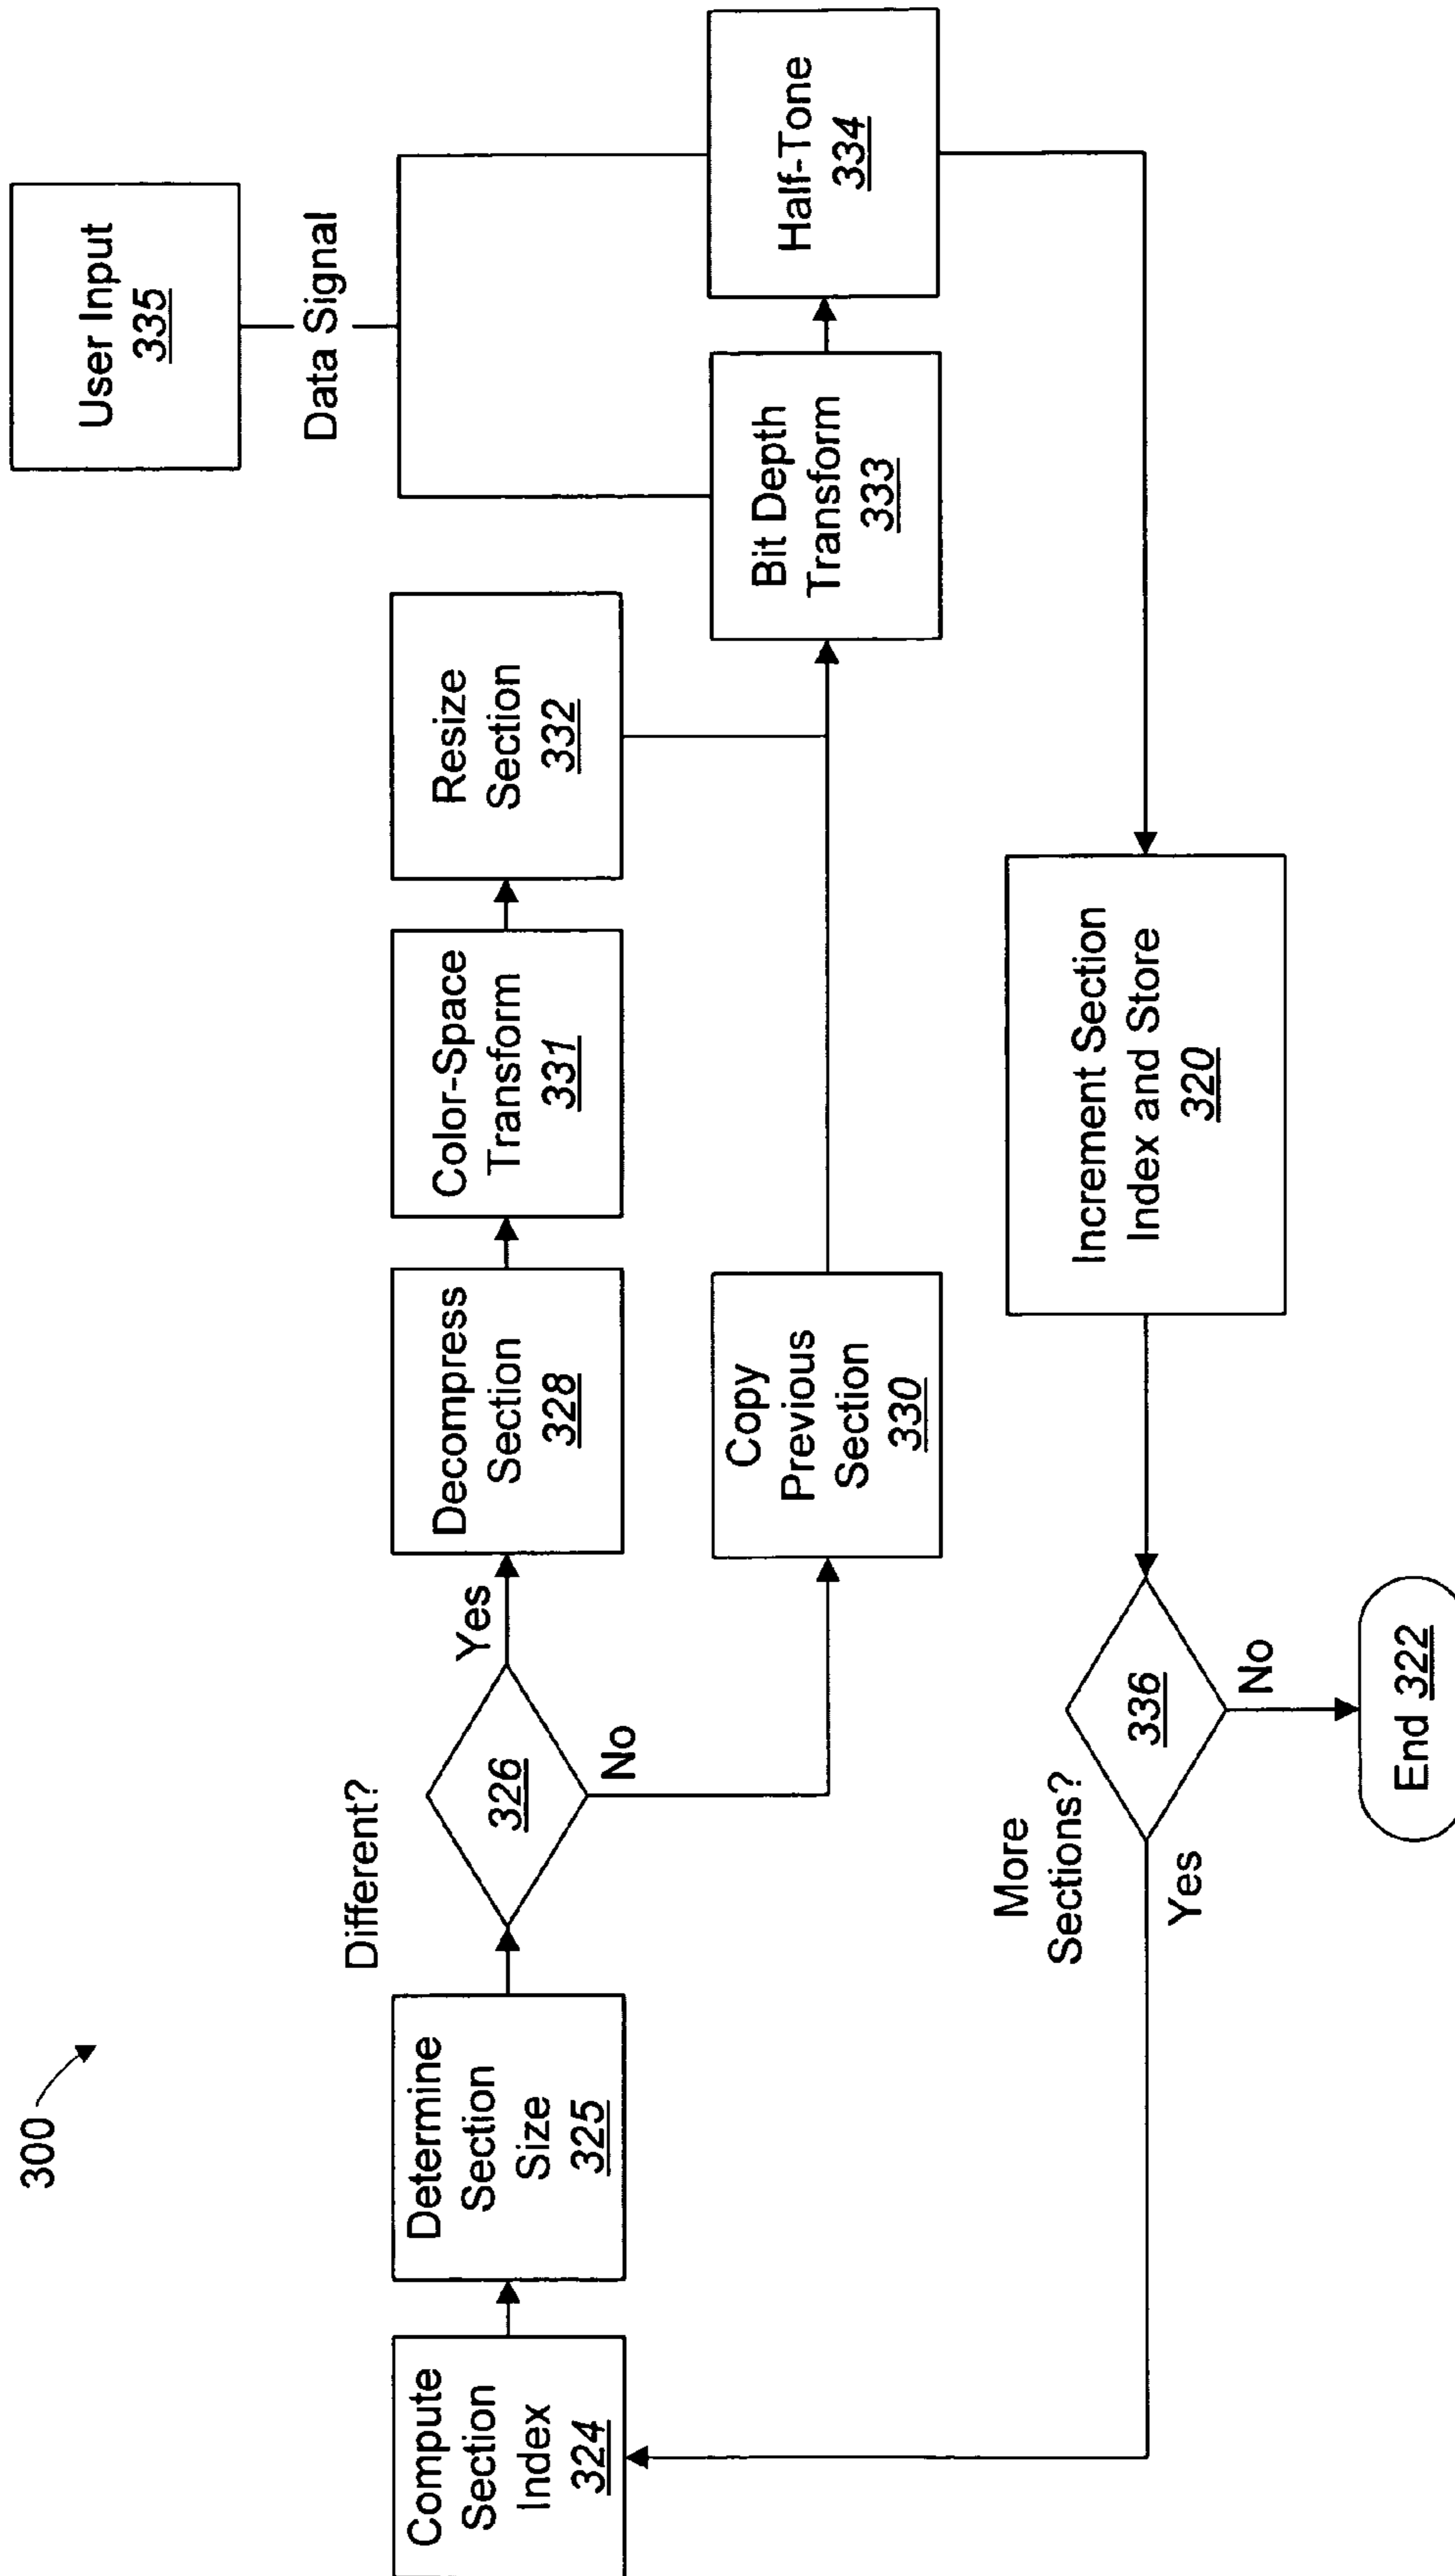 300
User Input
335
Data Signal
Compute
Section
Index
324
Determine
Section
Size
325
Different?
326
Yes
No
Decompress
Section
328
Color-Space
Transform
331
Resize
Section
332
Copy
Previous
Section
330
Bit Depth
Transform
333
Half-Tone
334
Increment Section
Index and Store
320
More
Sections?
336
Yes
No
End 322